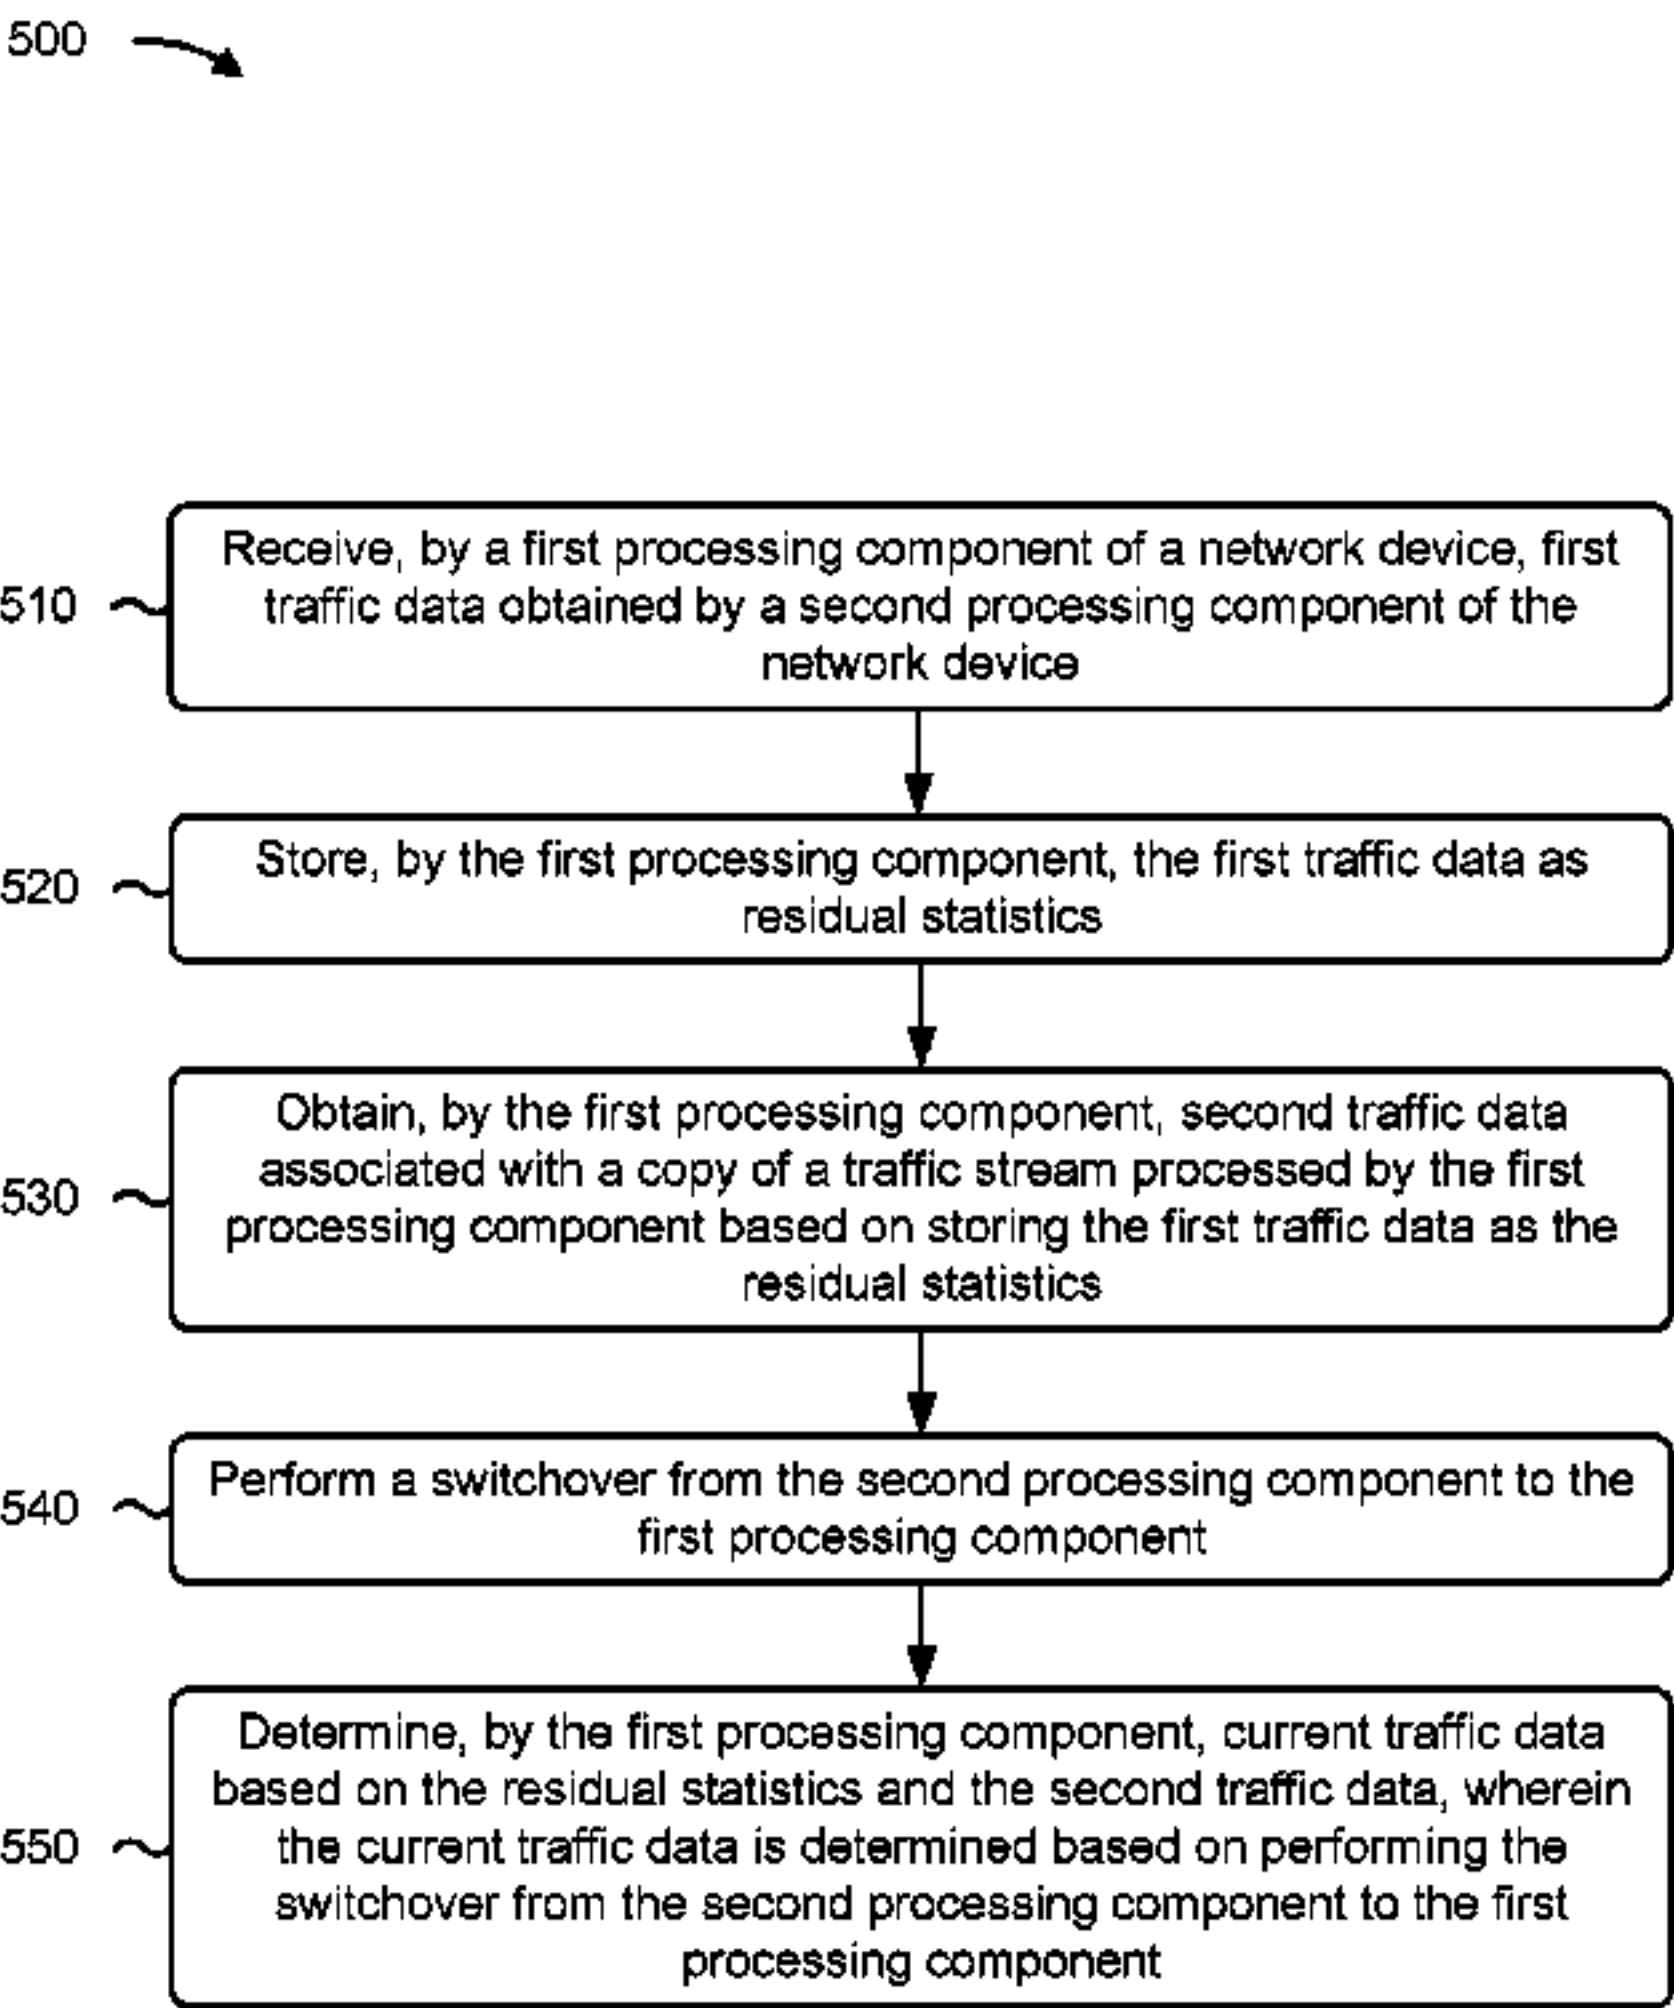 500
Receive, by a first processing component of a network device, first
traffic data obtained by a second processing component of the
network device
510
Store, by the first processing component, the first traffic data as
residual statistics
520
Obtain, by the first processing component, second traffic data
associated with a copy of a traffic stream processed by the first
processing component based on storing the first traffic data as the
residual statistics
530
Perform a switchover from the second processing component to the
first processing component
540
Determine, by the first processing component, current traffic data
based on the residual statistics and the second traffic data, wherein
the current traffic data is determined based on performing the
switchover from the second processing component to the first
processing component
550